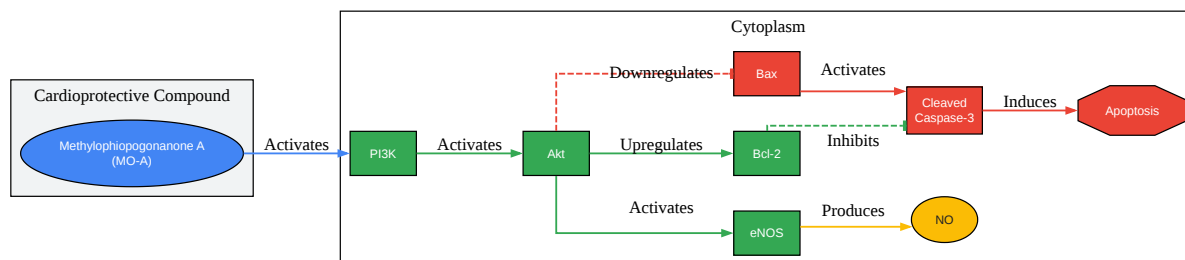 Cytoplasm
Cardioprotective Compound
Methylophiopogonanone A
(MO-A)
Activates
PI3K
Activates
Akt
Downregulates
Bax
Activates
Cleaved
Caspase-3
Induces
Apoptosis
Upregulates
Bcl-2
Inhibits
Activates
eNOS
Produces
NO